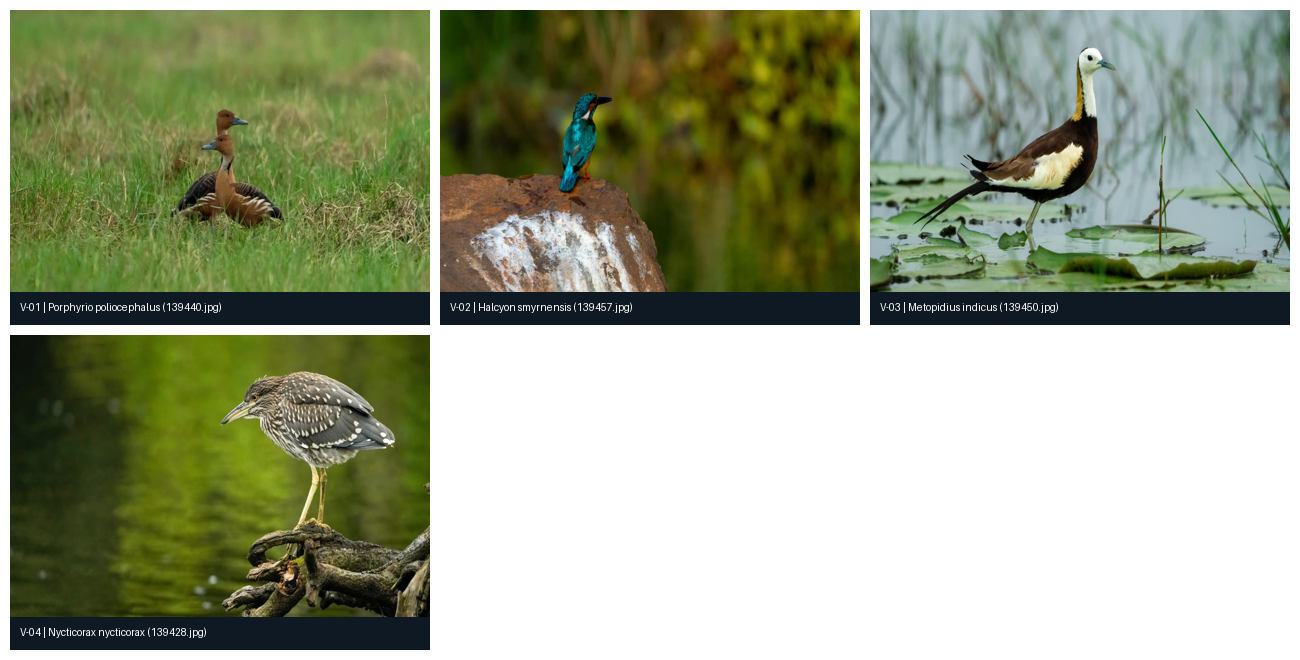 V-01 | Porphyrio poliocephalus (139440.jpg)
V-02 | Halcyon smyrnensis (139457.jpg)
V-03 | Metopidius indicus (139450.jpg)
V-04 | Nycticorax nycticorax (139428.jpg)